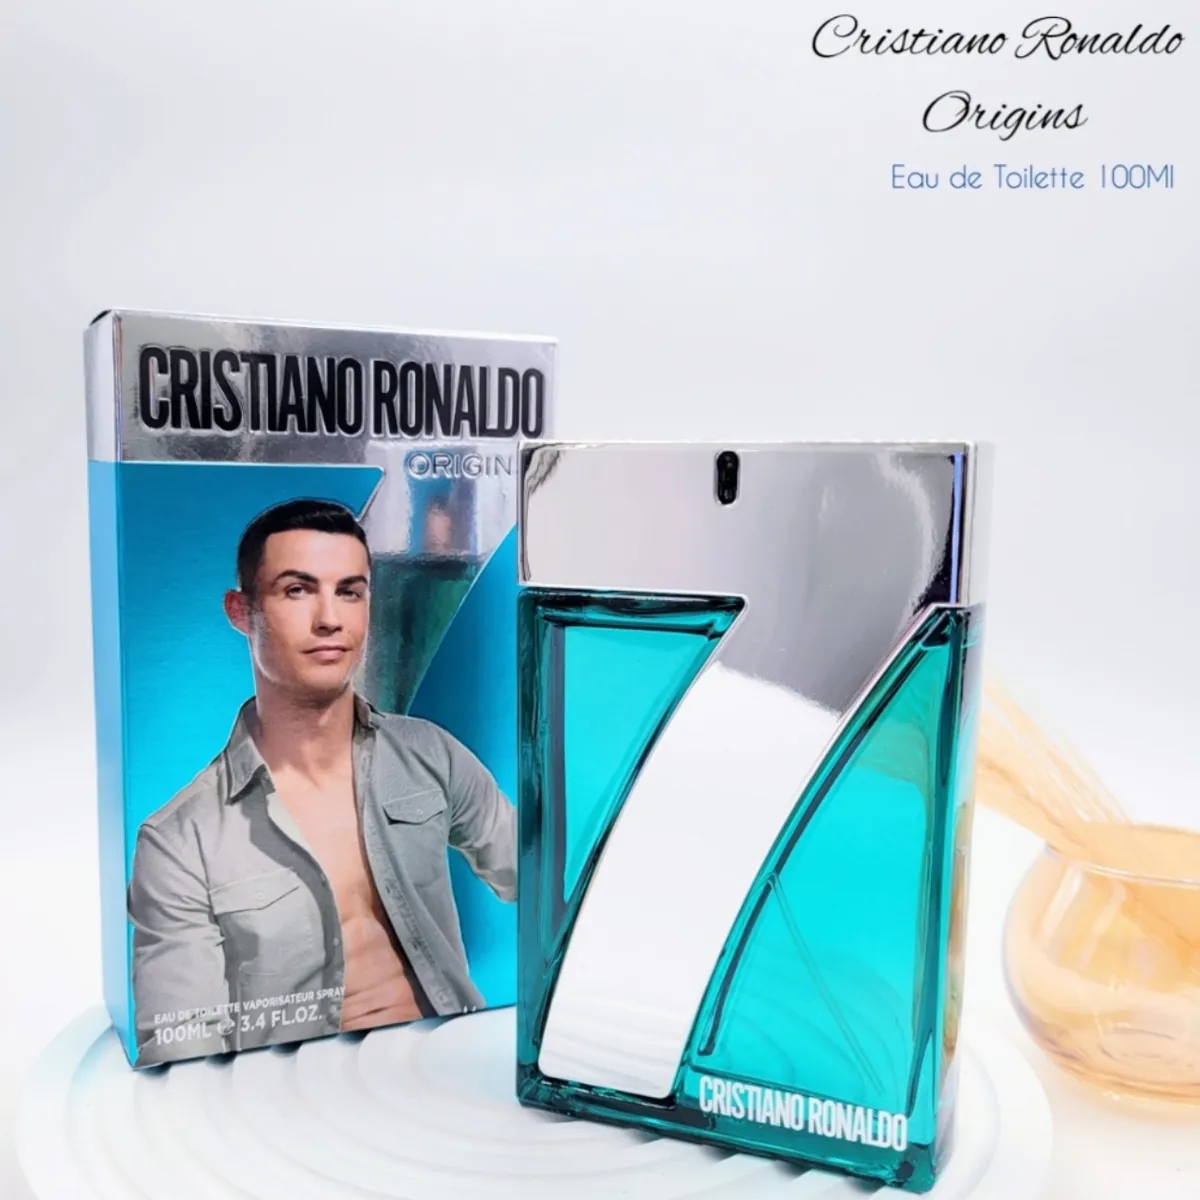 Cristiano Ronaldo
Origins
Eau de Toilette 100Ml
CRISTIANO RONALDO
ORIGIN
EAU DE TOILETTE VAPORISATEUR SPRAY
100ML e 3.4 FL.OZ.
CRISTIANO RONALDO